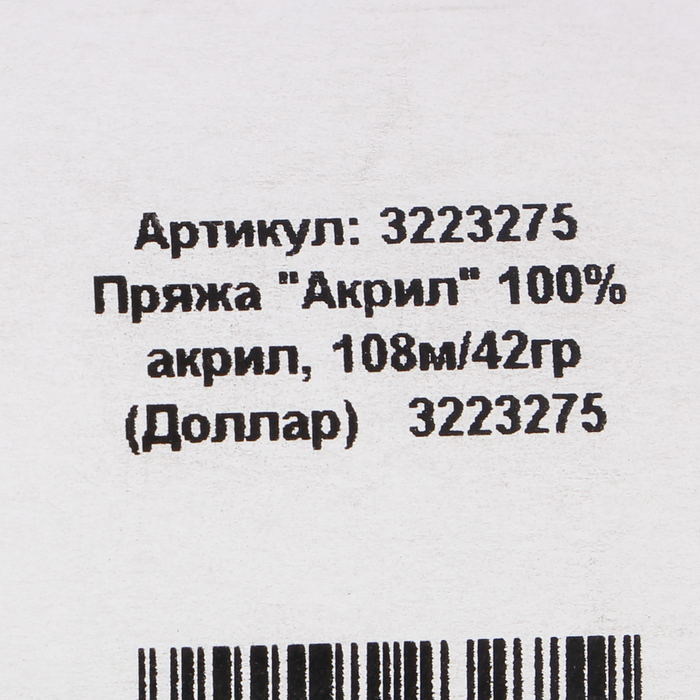 Артикул: 3223275
Пряжа "Акрил" 100%
акрил, 108м/42гр
(Доллар) 3223275